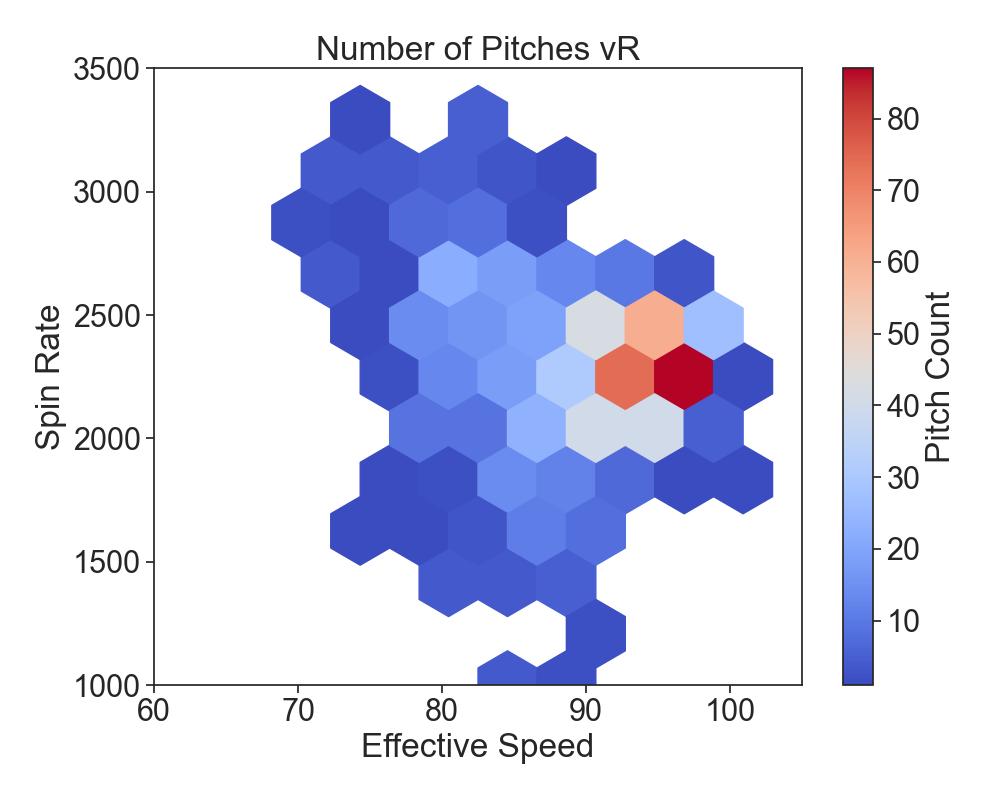 Number of Pitches vR
3500
3000
2500
2000
1500
1000
Spin Rate
60 70 80 90 100
Effective Speed
80
70
60
50
40
30
20
10
Pitch Count